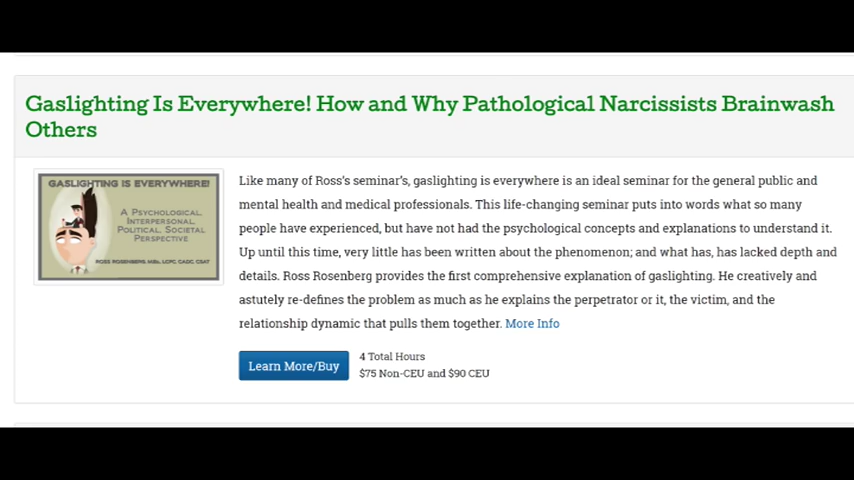 Gaslighting Is Everywhere! How and Why Pathological Narcissists Brainwash
Others
GASLIGHTING IS EVERYWHERE!
A PSYCHOLOGICAL,
INTERPERSONAL,
POLITICAL, SOCIETAL
PERSPECTIVE
ROSS ROSENBERG, M.Ed., LCPC, CADC, CSAT
Like many of Ross's seminar's, gaslighting is everywhere is an ideal seminar for the general public and
mental health and medical professionals. This life-changing seminar puts into words what so many
people have experienced, but have not had the psychological concepts and explanations to understand it.
Up until this time, very little has been written about the phenomenon; and what has, has lacked depth and
details. Ross Rosenberg provides the first comprehensive explanation of gaslighting. He creatively and
astutely re-defines the problem as much as he explains the perpetrator or it, the victim, and the
relationship dynamic that pulls them together. More Info
Learn More/Buy
4 Total Hours
$75 Non-CEU and $90 CEU